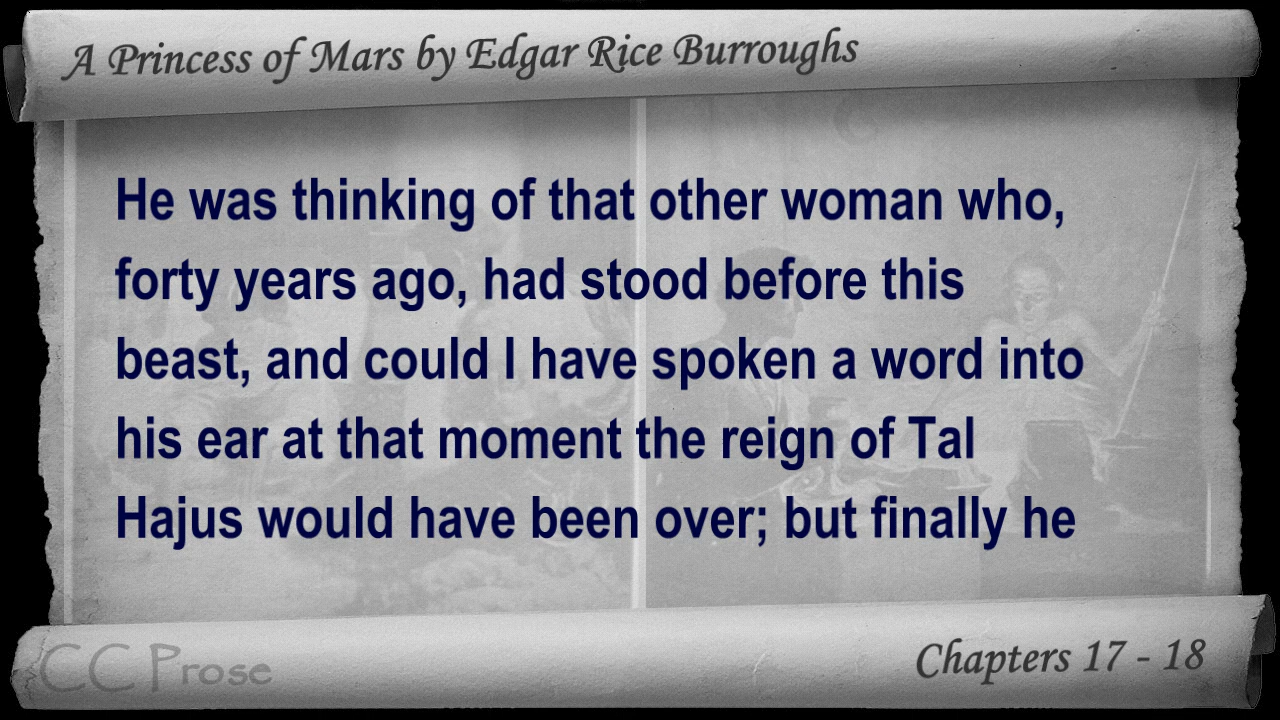 A Princess of Mars by Edgar Rice Burroughs
He was thinking of that other woman who,
forty years ago, had stood before this
beast, and could I have spoken a word into
his ear at that moment the reign of Tal
Hajus would have been over; but finally he
CC Prose
Chapters 17 - 18